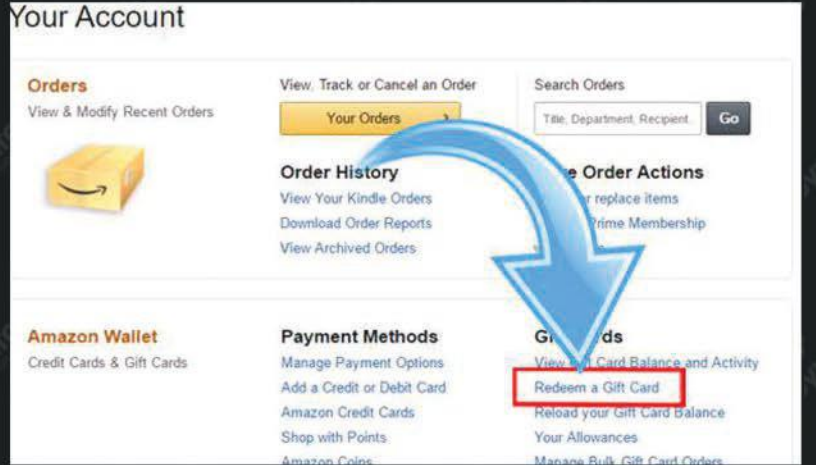 Your Account
Orders
View & Modify Recent Orders
View, Track or Cancel an Order
Your Orders
Search Orders
Title, Department, Recipient.
Go
Order History
View Your Kindle Orders
Download Order Reports
View Archived Orders
Order Actions
replace items
Prime Membership
Amazon Wallet
Credit Cards & Gift Cards
Payment Methods
Manage Payment Options
Add a Credit or Debit Card
Amazon Credit Cards
Shop with Points
Amazon Coins
View Card Balance and Activity
Redeem a Gift Card
Reload your Gift Card Balance
Your Allowances
Manage Bulk Gift Card Orders